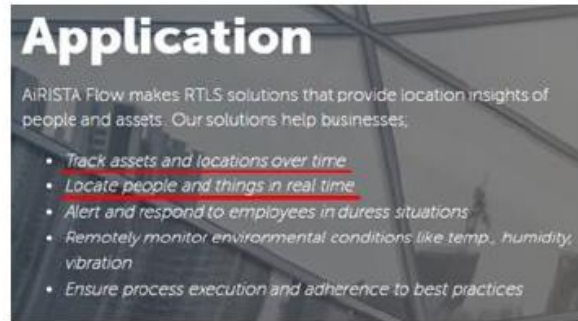 Application
AiRISTA Flow makes RTLS solutions that provide location insights of
people and assets. Our solutions help businesses;
• Track assets and locations over time
• Locate people and things in real time
• Alert and respond to employees in duress situations
• Remotely monitor environmental conditions like temp., humidity,
vibration
• Ensure process execution and adherence to best practices